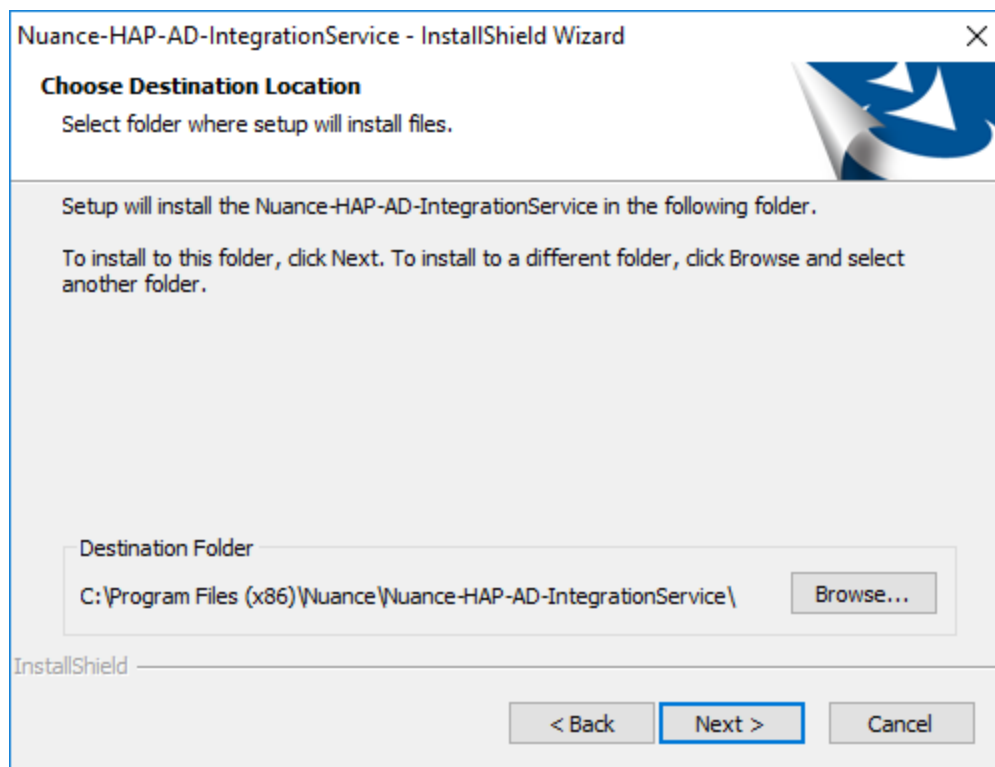 Nuance-HAP-AD-IntegrationService - InstallShield Wizard
Choose Destination Location
Select folder where setup will install files.
Setup will install the Nuance-HAP-AD-IntegrationService in the following folder.
To install to this folder, click Next. To install to a different folder, click Browse and select
another folder.
Destination Folder
C:\Program Files (x86)\Nuance\Nuance-HAP-AD-IntegrationService\
Browse...
InstallShield
< Back
Next >
Cancel